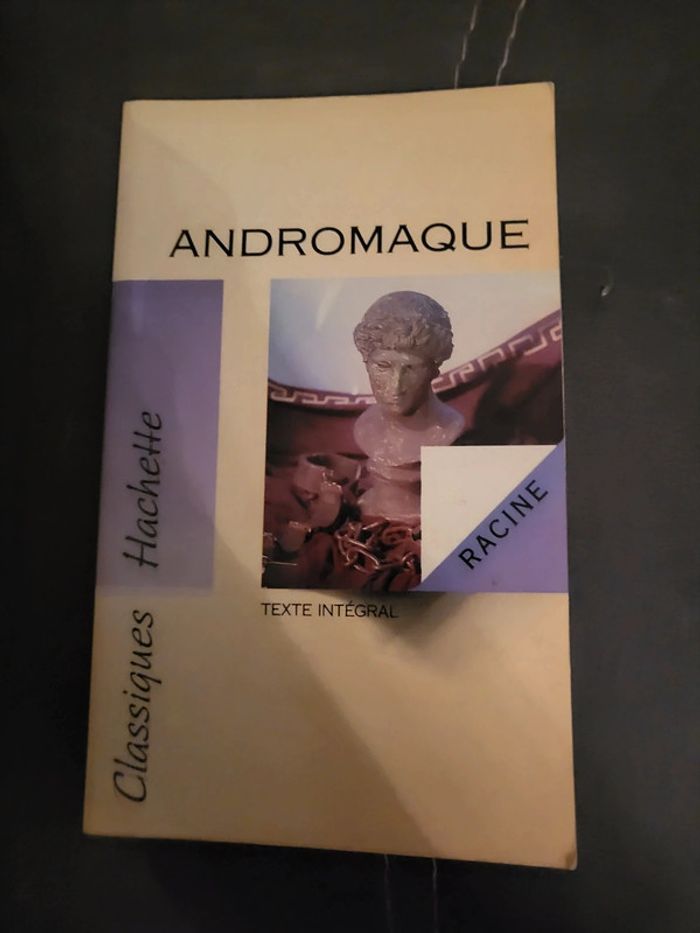 ANDROMAQUE
RACINE
TEXTE INTÉGRAL
Classiques Hachette